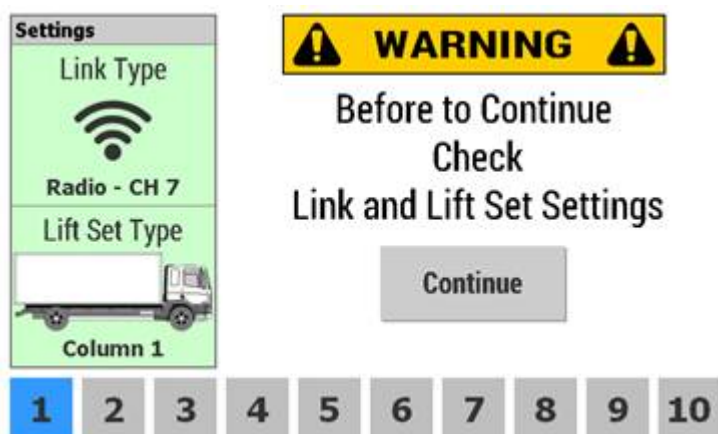 Settings
Link Type
Radio - CH 7
Lift Set Type
Column 1
WARNING
Before to Continue
Check
Link and Lift Set Settings
Continue
1 2 3 4 5 6 7 8 9 10